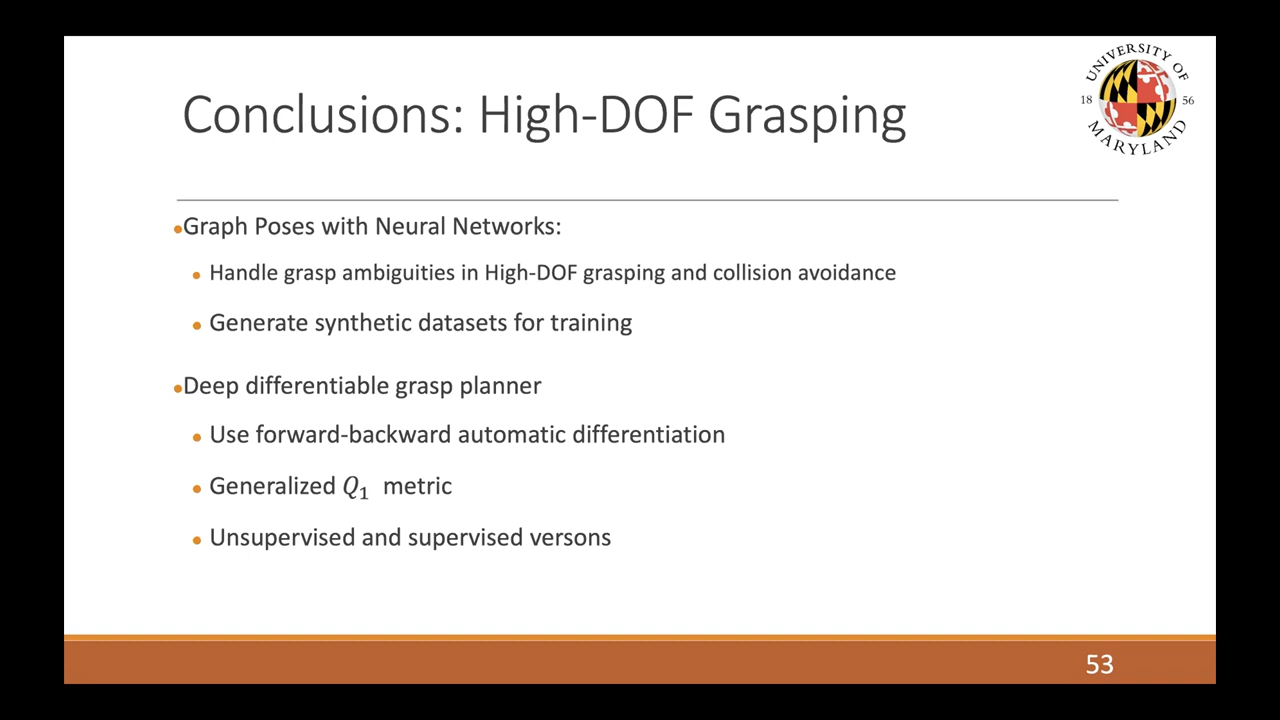 UNIVERSITY OF
18 56
MARYLAND
Conclusions: High-DOF Grasping
•Graph Poses with Neural Networks:
• Handle grasp ambiguities in High-DOF grasping and collision avoidance
• Generate synthetic datasets for training
•Deep differentiable grasp planner
• Use forward-backward automatic differentiation
• Generalized Q₁ metric
• Unsupervised and supervised versons
53